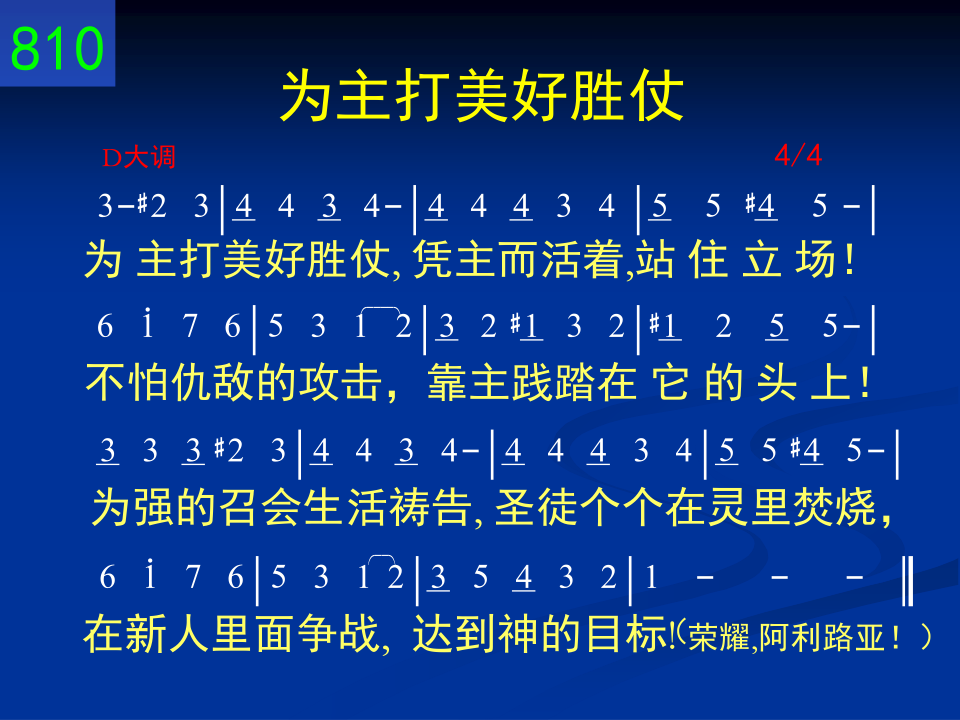 810
为主打美好胜仗
D大调 4/4
3-#2 3|4 4 3 4-|4 4 4 3 4|5 5 #4 5 -|
为 主打美好胜仗, 凭主而活着,站 住 立 场！
6 i 7 6|5 3 1 2|3 2 #1 3 2|#1 2 5 5-|
不怕仇敌的攻击，靠主践踏在 它 的 头 上！
3 3 3 #2 3|4 4 3 4-|4 4 4 3 4|5 5 #4 5-|
为强的召会生活祷告, 圣徒个个在灵里焚烧，
6 i 7 6|5 3 1 2|3 5 4 3 2|1 - - - ‖
在新人里面争战, 达到神的目标!(荣耀,阿利路亚！)